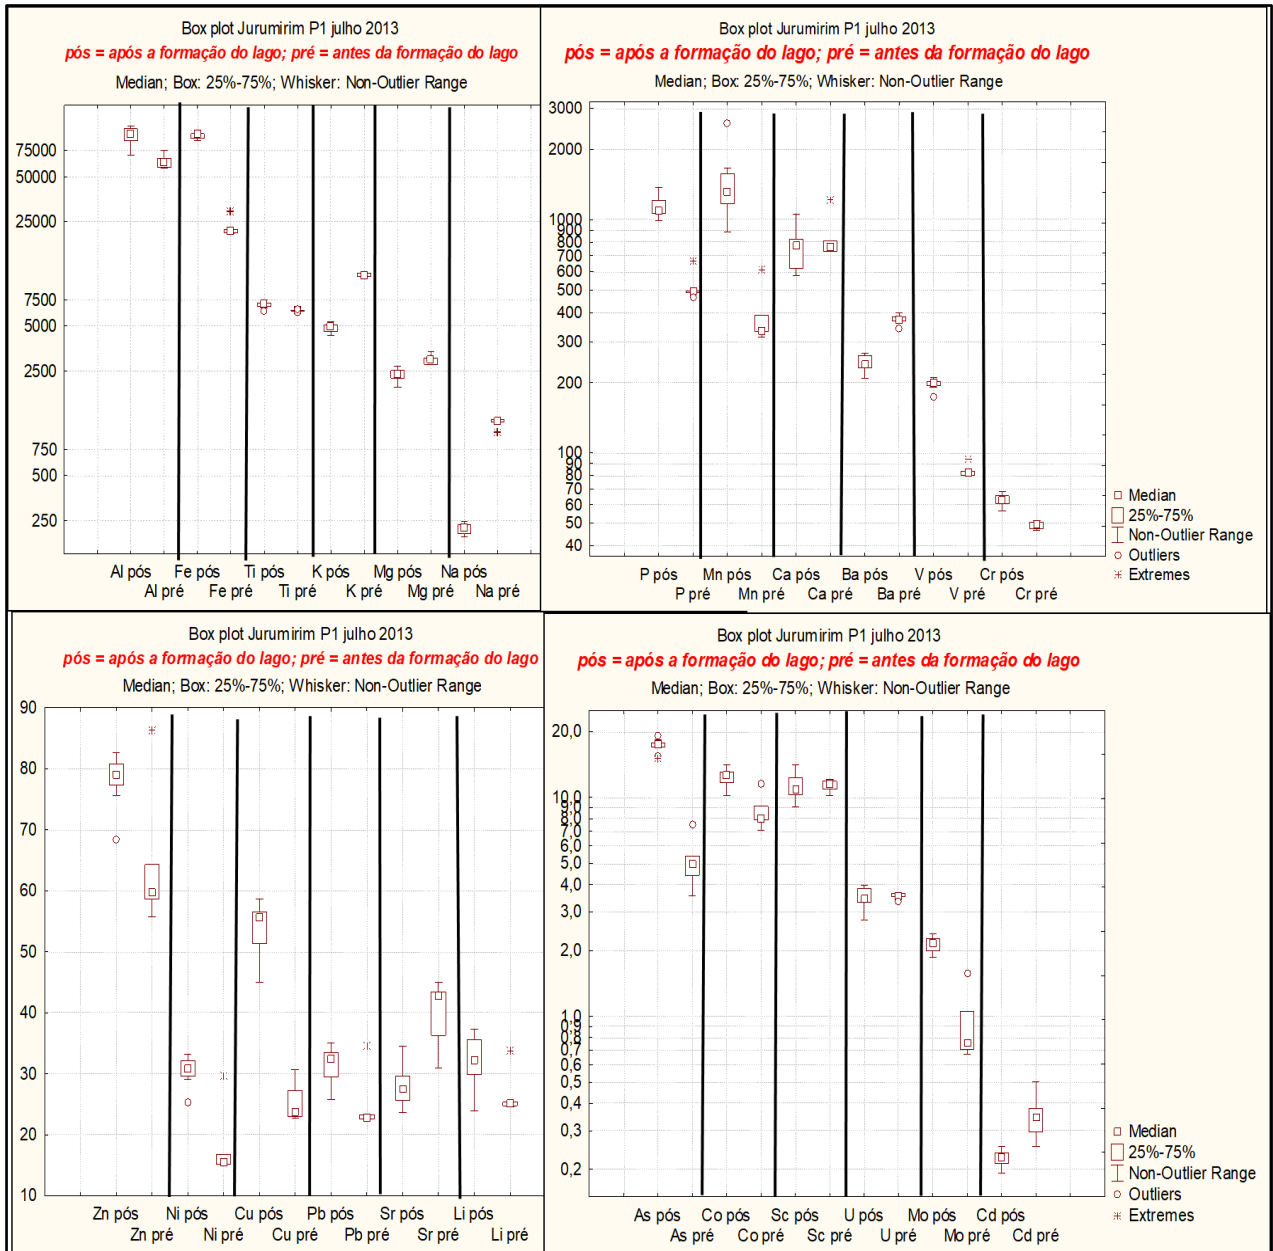 Box plot Jurumirim P1 julho 2013
pós = após a formação do lago; pré = antes da formação do lago
Median; Box: 25%-75%; Whisker: Non-Outlier Range
75000
50000
25000
7500
5000
2500
750
500
250
Al pós Fe pós Ti pós K pós Mg pós Na pós
Al pré Fe pré Ti pré K pré Mg pré Na pré
Box plot Jurumirim P1 julho 2013
pós = após a formação do lago; pré = antes da formação do lago
Median; Box: 25%-75%; Whisker: Non-Outlier Range
3000
2000
1000
900
800
700
600
500
400
300
200
100
90
80
70
60
50
40
P pós Mn pós Ca pós Ba pós V pós Cr pós
P pré Mn pré Ca pré Ba pré V pré Cr pré
Median
25%-75%
Non-Outlier Range
Outliers
Extremes
Box plot Jurumirim P1 julho 2013
pós = após a formação do lago; pré = antes da formação do lago
Median; Box: 25%-75%; Whisker: Non-Outlier Range
90
80
70
60
50
40
30
20
10
Zn pós Ni pós Cu pós Pb pós Sr pós Li pós
Zn pré Ni pré Cu pré Pb pré Sr pré Li pré
Box plot Jurumirim P1 julho 2013
pós = após a formação do lago; pré = antes da formação do lago
Median; Box: 25%-75%; Whisker: Non-Outlier Range
20,0
10,0
9,0
8,0
7,0
6,0
5,0
4,0
3,0
2,0
1,0
0,9
0,8
0,7
0,6
0,5
0,4
0,3
0,2
As pós Co pós Sc pós U pós Mo pós Cd pós
As pré Co pré Sc pré U pré Mo pré Cd pré
Median
25%-75%
Non-Outlier Range
Outliers
Extremes